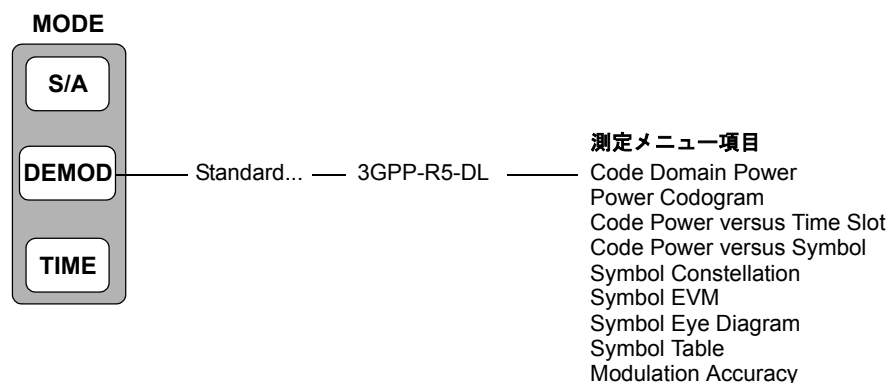 MODE
S/A
DEMOD
TIME
Standard...
3GPP-R5-DL
測定メニュー項目
Code Domain Power
Power Codogram
Code Power versus Time Slot
Code Power versus Symbol
Symbol Constellation
Symbol EVM
Symbol Eye Diagram
Symbol Table
Modulation Accuracy